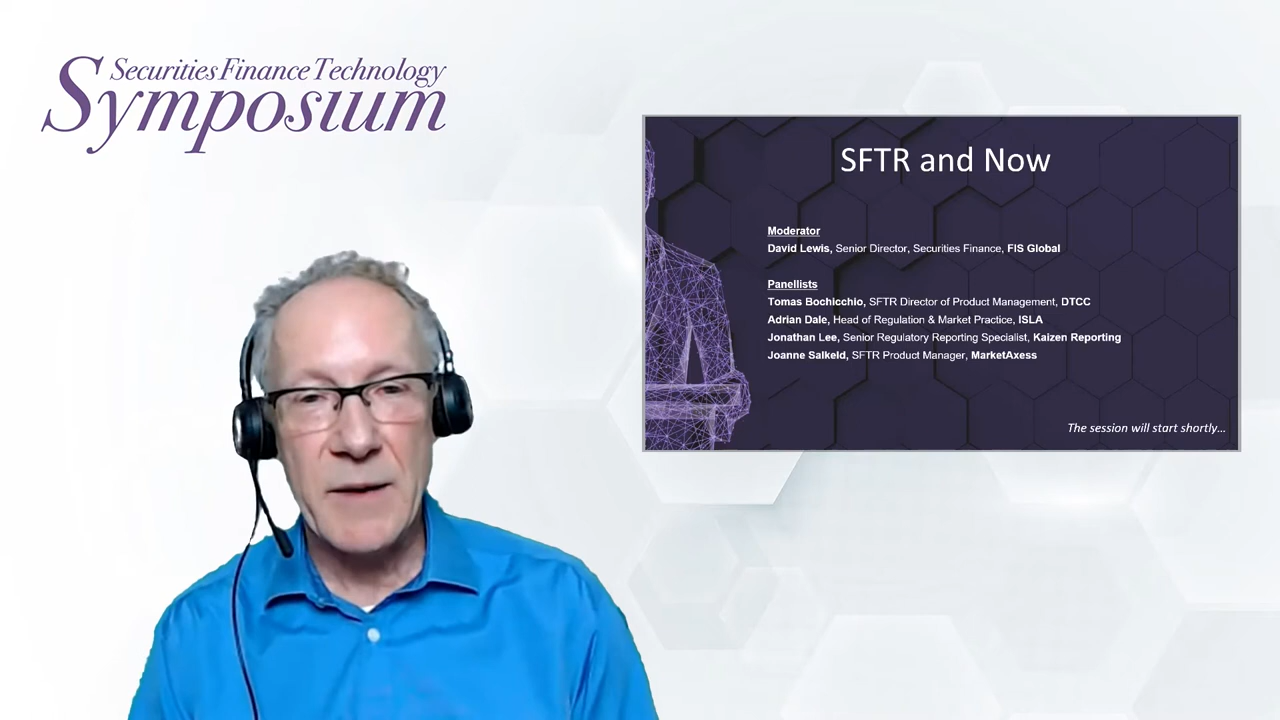 Securities Finance Technology
Symposium
SFTR and Now
Moderator
David Lewis, Senior Director, Securities Finance, FIS Global
Panellists
Tomas Bochicchio, SFTR Director of Product Management, DTCC
Adrian Dale, Head of Regulation & Market Practice, ISLA
Jonathan Lee, Senior Regulatory Reporting Specialist, Kaizen Reporting
Joanne Salkeld, SFTR Product Manager, MarketAxess
The session will start shortly...